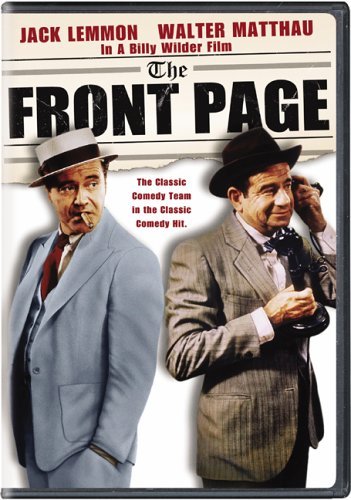 JACK LEMMON WALTER MATTHAU
In A Billy Wilder Film
The
FRONT PAGE
The Classic
Comedy Team
in the Classic
Comedy Hit.